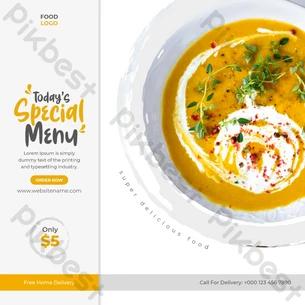 FOOD
LOGO
Today's
Special
Menu
Lorem Ipsum is simply
dummy text of the printing
and typesetting industry.
ORDER NOW
www.websitename.com
Only
$5
super delicious food
Free Home Delivery
Call For Delivery: +000 123 456 7890
pikbest